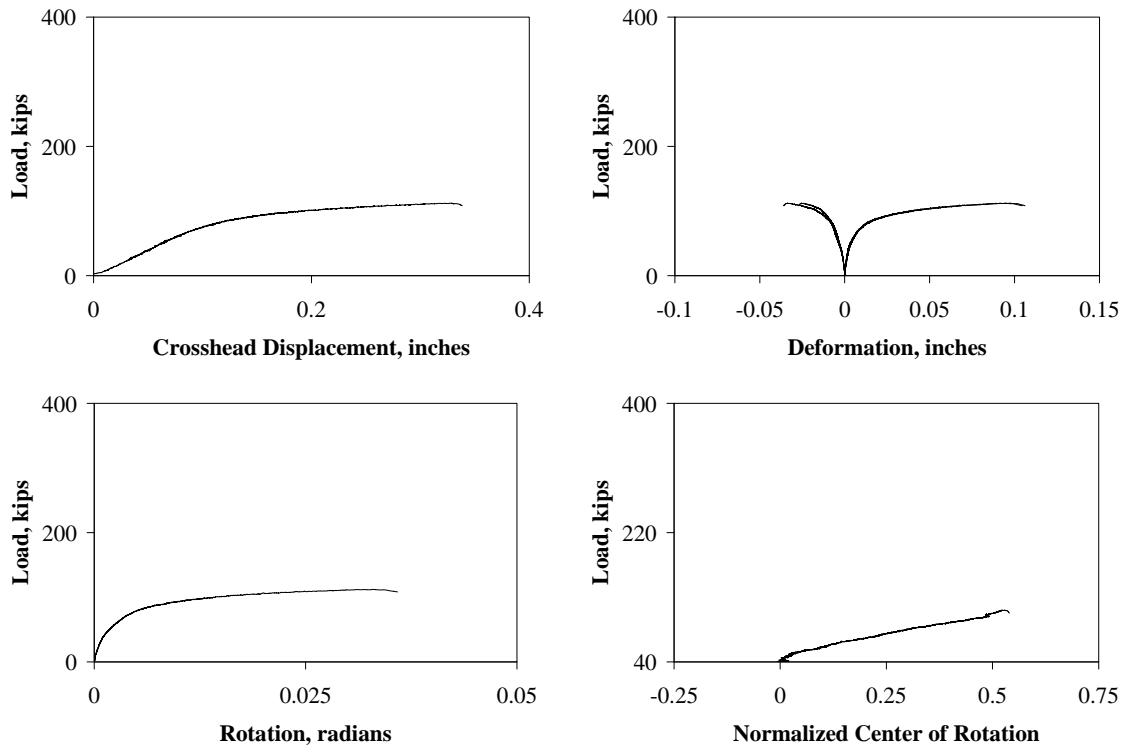 400
200
0
Load, kips
0 0.2 0.4
Crosshead Displacement, inches
400
200
0
Load, kips
-0.1 -0.05 0 0.05 0.1 0.15
Deformation, inches
400
200
0
Load, kips
0 0.025 0.05
Rotation, radians
400
220
40
Load, kips
-0.25 0 0.25 0.5 0.75
Normalized Center of Rotation